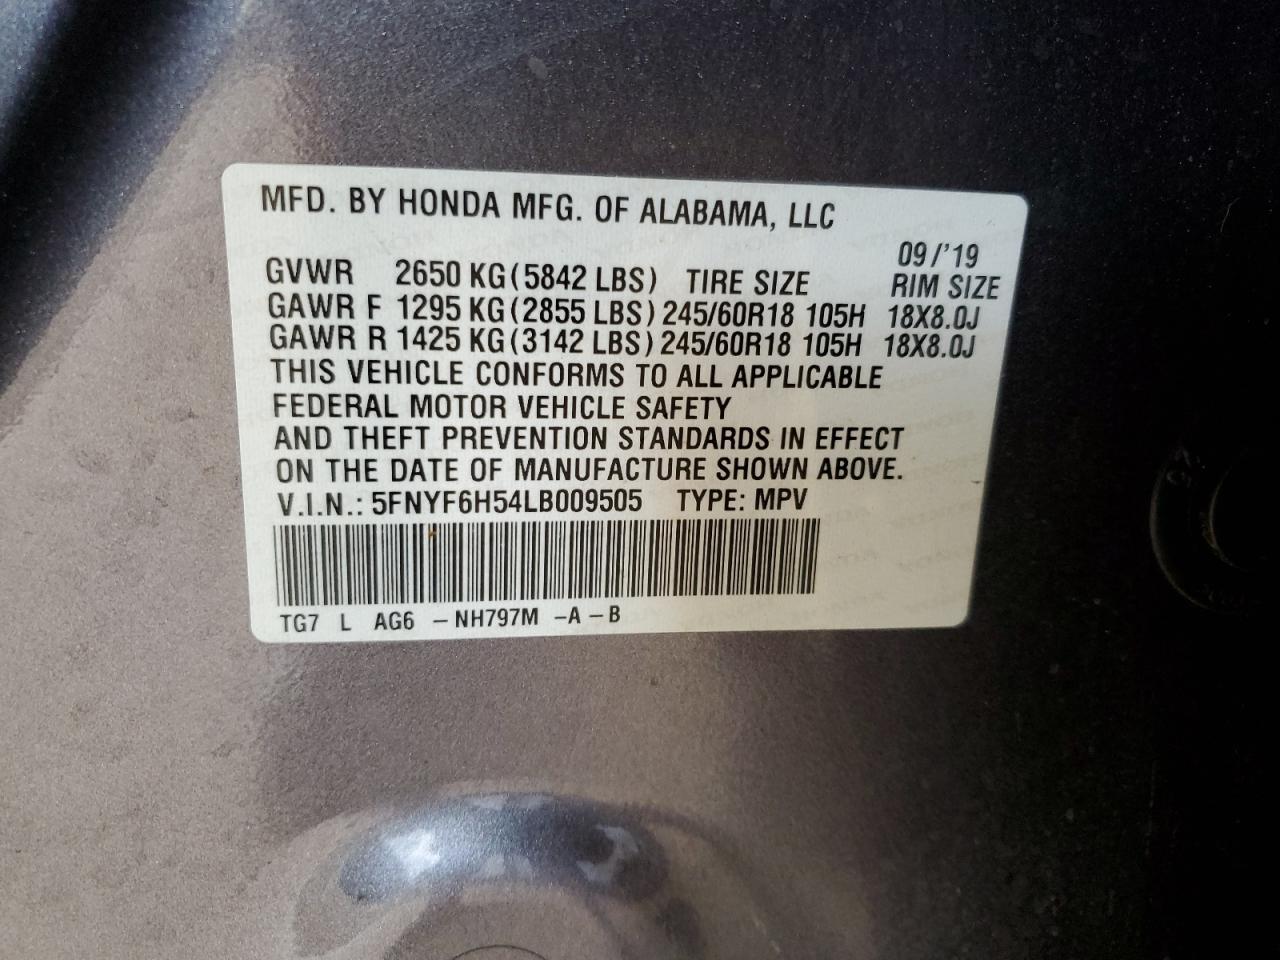 MFD. BY HONDA MFG. OF ALABAMA, LLC
09/'19
GVWR 2650 KG(5842 LBS) TIRE SIZE RIM SIZE
GAWR F 1295 KG(2855 LBS) 245/60R18 105H 18X8.0J
GAWR R 1425 KG(3142 LBS) 245/60R18 105H 18X8.0J
THIS VEHICLE CONFORMS TO ALL APPLICABLE
FEDERAL MOTOR VEHICLE SAFETY
AND THEFT PREVENTION STANDARDS IN EFFECT
ON THE DATE OF MANUFACTURE SHOWN ABOVE.
V.I.N.: 5FNYF6H54LB009505 TYPE: MPV
TG7 L AG6 -NH797M -A-B